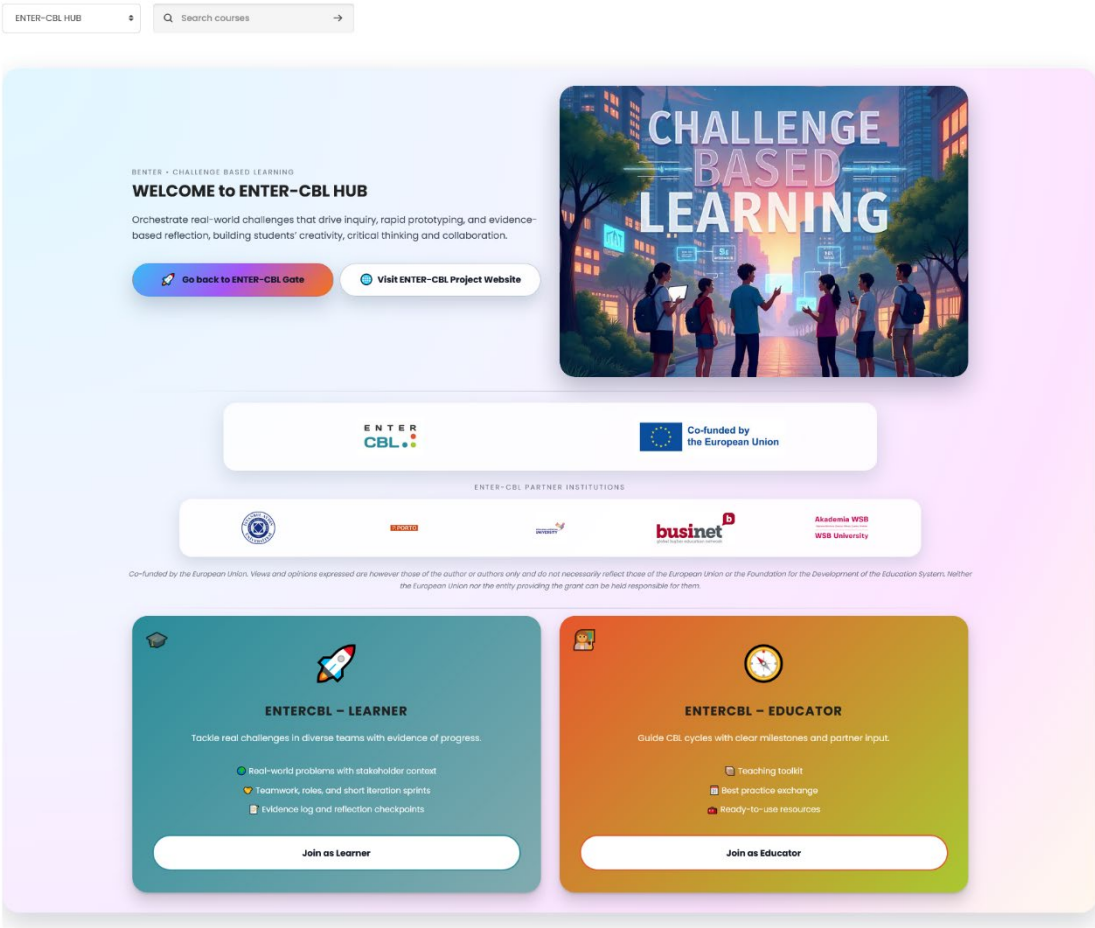 ENTER-CBL HUB
Search courses
BENTER • CHALLENGE BASED LEARNING
WELCOME to ENTER-CBL HUB
Orchestrate real-world challenges that drive inquiry, rapid prototyping, and evidence-
based reflection, building students' creativity, critical thinking and collaboration.
Go back to ENTER-CBL Gate
Visit ENTER-CBL Project Website
CHALLENGE
BASED
LEARNING
ENTER
CBL
Co-funded by
the European Union
ENTER-CBL PARTNER INSTITUTIONS
U.PORTO
UNIVERSITY
businet
b
Akademia WSB
WSB University
Co-funded by the European Union. Views and opinions expressed are however those of the author or authors only and do not necessarily reflect those of the European Union or the Foundation for the Development of the Education System. Neither
the European Union nor the entity providing the grant can be held responsible for them.
ENTERCBL – LEARNER
Tackle real challenges in diverse teams with evidence of progress.
Real-world problems with stakeholder context
Teamwork, roles, and short iteration sprints
Evidence log and reflection checkpoints
Join as Learner
ENTERCBL – EDUCATOR
Guide CBL cycles with clear milestones and partner input.
Teaching toolkit
Best practice exchange
Ready-to-use resources
Join as Educator